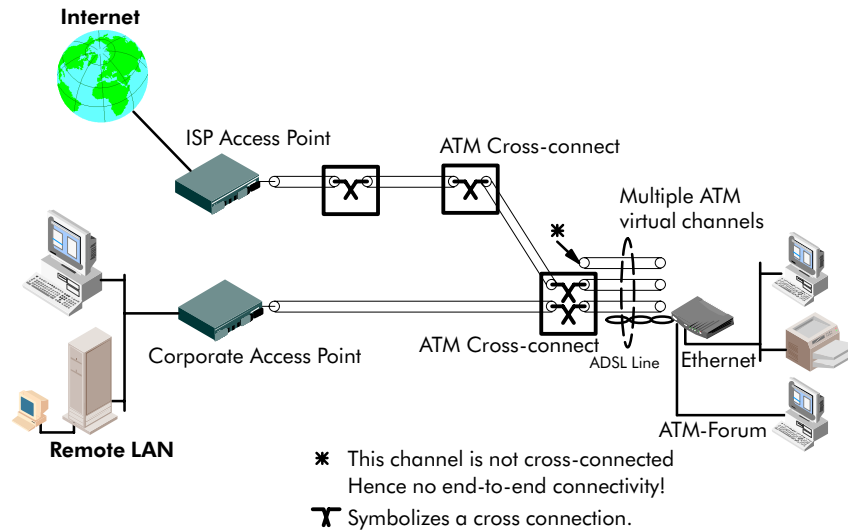 Internet
ISP Access Point
ATM Cross-connect
Multiple ATM
virtual channels
*
Corporate Access Point
ATM Cross-connect
ADSL Line
Ethernet
Remote LAN
ATM-Forum
* This channel is not cross-connected
Hence no end-to-end connectivity!
Symbolizes a cross connection.